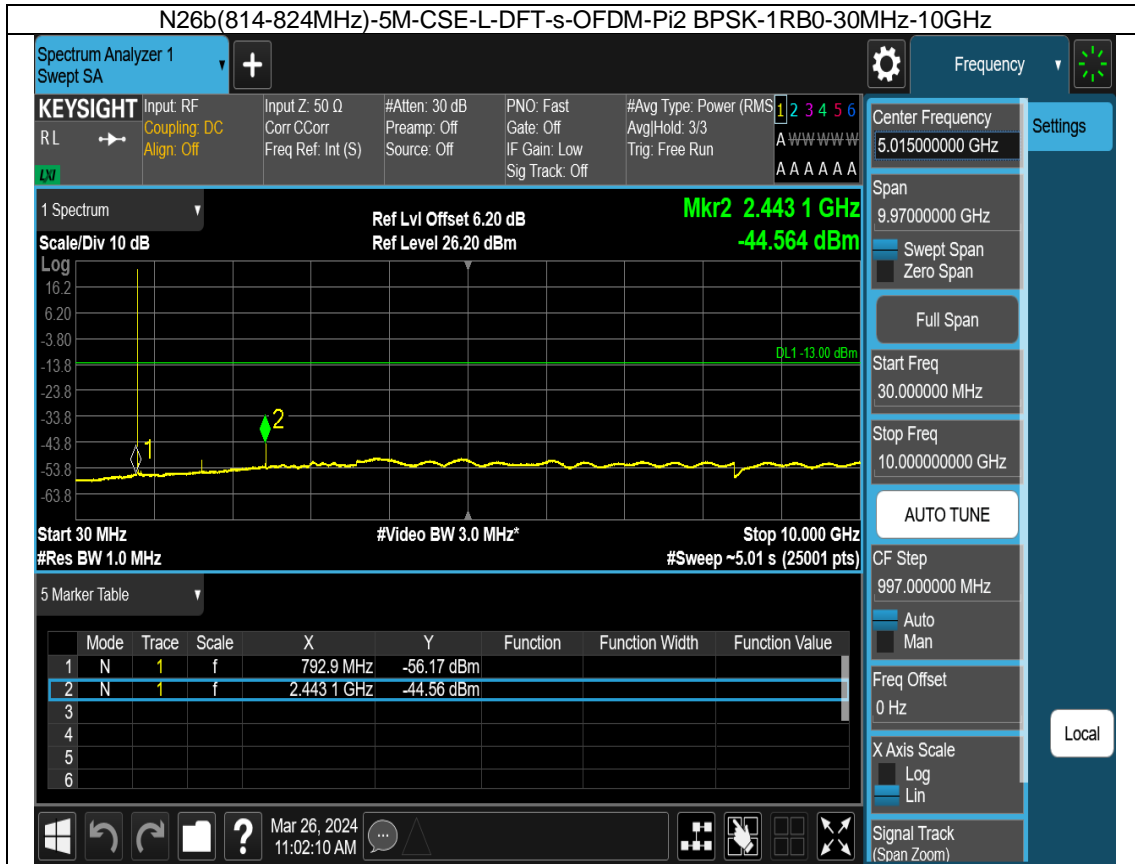 N26b(814-824MHz)-5M-CSE-L-DFT-s-OFDM-Pi2 BPSK-1RB0-30MHz-10GHz
Spectrum Analyzer 1
Swept SA
Frequency
KEYSIGHT
R L
LXI
Input: RF
Coupling: DC
Align: Off
Input Z: 50 Ω
Corr CCorr
Freq Ref: Int (S)
#Atten: 30 dB
Preamp: Off
Source: Off
PNO: Fast
Gate: Off
IF Gain: Low
Sig Track: Off
#Avg Type: Power (RMS
Avg|Hold: 3/3
Trig: Free Run
1 2 3 4 5 6
A W W W W W
A A A A A A
1 Spectrum
Scale/Div 10 dB
Ref Lvl Offset 6.20 dB
Ref Level 26.20 dBm
Mkr2 2.443 1 GHz
-44.564 dBm
Log
16.2
6.20
-3.80
-13.8
-23.8
-33.8
-43.8
-53.8
-63.8
DL1 -13.00 dBm
1
2
Start 30 MHz
#Res BW 1.0 MHz
#Video BW 3.0 MHz*
Stop 10.000 GHz
#Sweep ~5.01 s (25001 pts)
5 Marker Table
Mode Trace Scale X Y Function Function Width Function Value
1 N 1 f 792.9 MHz -56.17 dBm
2 N 1 f 2.443 1 GHz -44.56 dBm
3
4
5
6
Center Frequency
5.015000000 GHz
Span
9.97000000 GHz
Swept Span
Zero Span
Full Span
Start Freq
30.000000 MHz
Stop Freq
10.000000000 GHz
AUTO TUNE
CF Step
997.000000 MHz
Auto
Man
Freq Offset
0 Hz
X Axis Scale
Log
Lin
Signal Track
(Span Zoom)
Settings
Local
?
Mar 26, 2024
11:02:10 AM